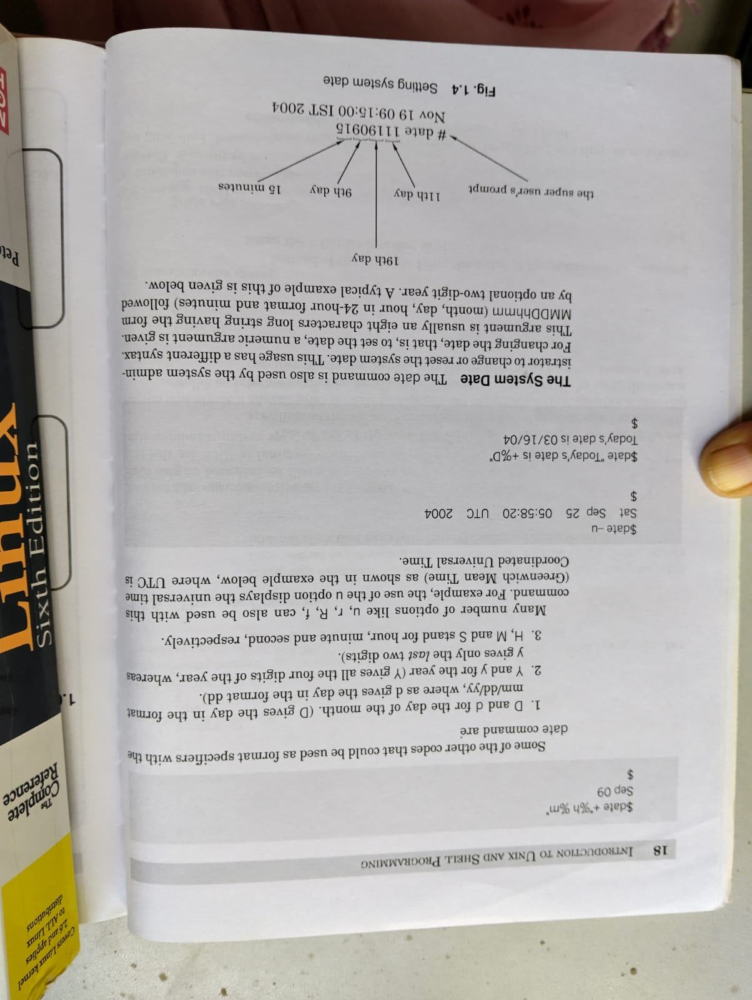 18 INTRODUCTION TO UNIX AND SHELL PROGRAMMING
$date +"%h %m"
Sep 09
$
Some of the other codes that could be used as format specifiers with the
date command are
1. D and d for the day of the month. (D gives the day in the format
mm/dd/yy, where as d gives the day in the format dd).
2. Y and y for the year (Y gives all the four digits of the year, whereas
y gives only the last two digits).
3. H, M and S stand for hour, minute and second, respectively.
Many number of options like u, r, R, f, can also be used with this
command. For example, the use of the u option displays the universal time
(Greenwich Mean Time) as shown in the example below, where UTC is
Coordinated Universal Time.
$date –u
Sat Sep 25 05:58:20 UTC 2004
$
$date "Today's date is +%D"
Today's date is 03/16/04
$
The System Date The date command is also used by the system admin-
istrator to change or reset the system date. This usage has a different syntax.
For changing the date, that is, to set the date, a numeric argument is given.
This argument is usually an eight characters long string having the form
MMDDhhmm (month, day, hour in 24-hour format and minutes) followed
by an optional two-digit year. A typical example of this is given below.
19th day
the super user's prompt 11th day 9th day 15 minutes
# date 11190915
Nov 19 09:15:00 IST 2004
Fig. 1.4 Setting system date
Covers Linux kernel
2.6 and applies
to ALL Linux
distributions
The
Complete
Reference
Linux
Sixth Edition
Pete
1.